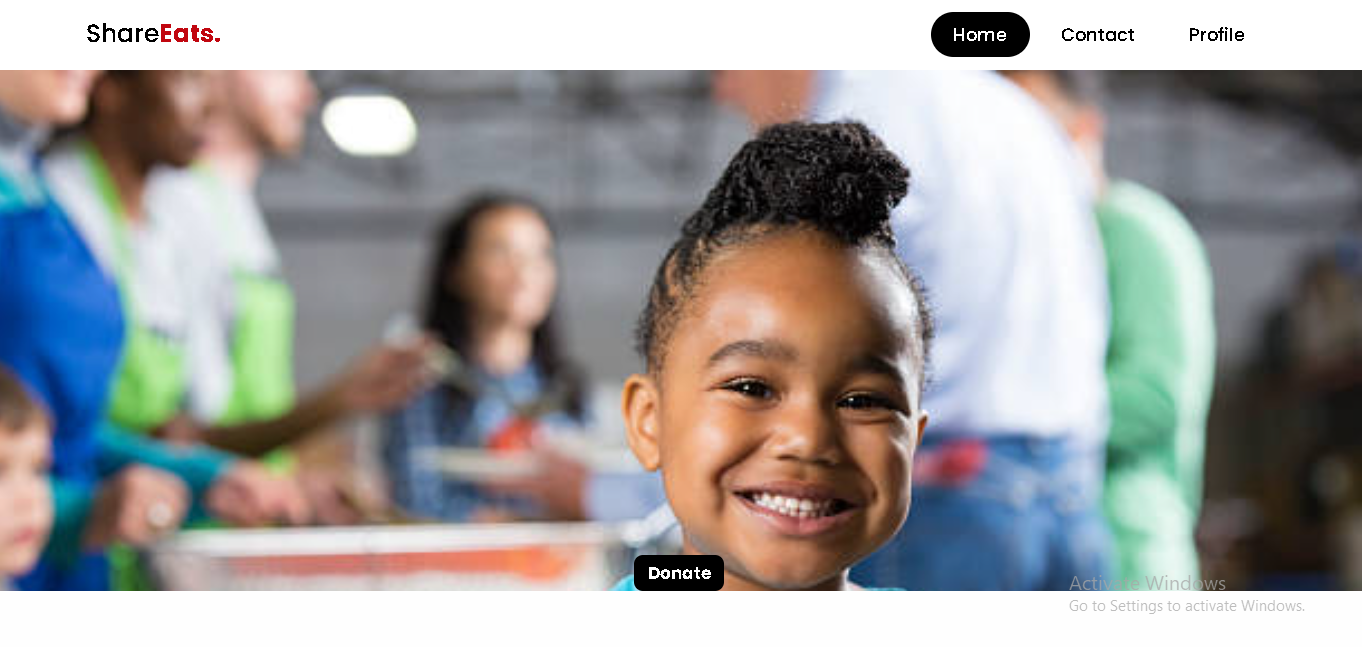 ShareEats.
Home Contact Profile
Donate
Activate Windows
Go to Settings to activate Windows.